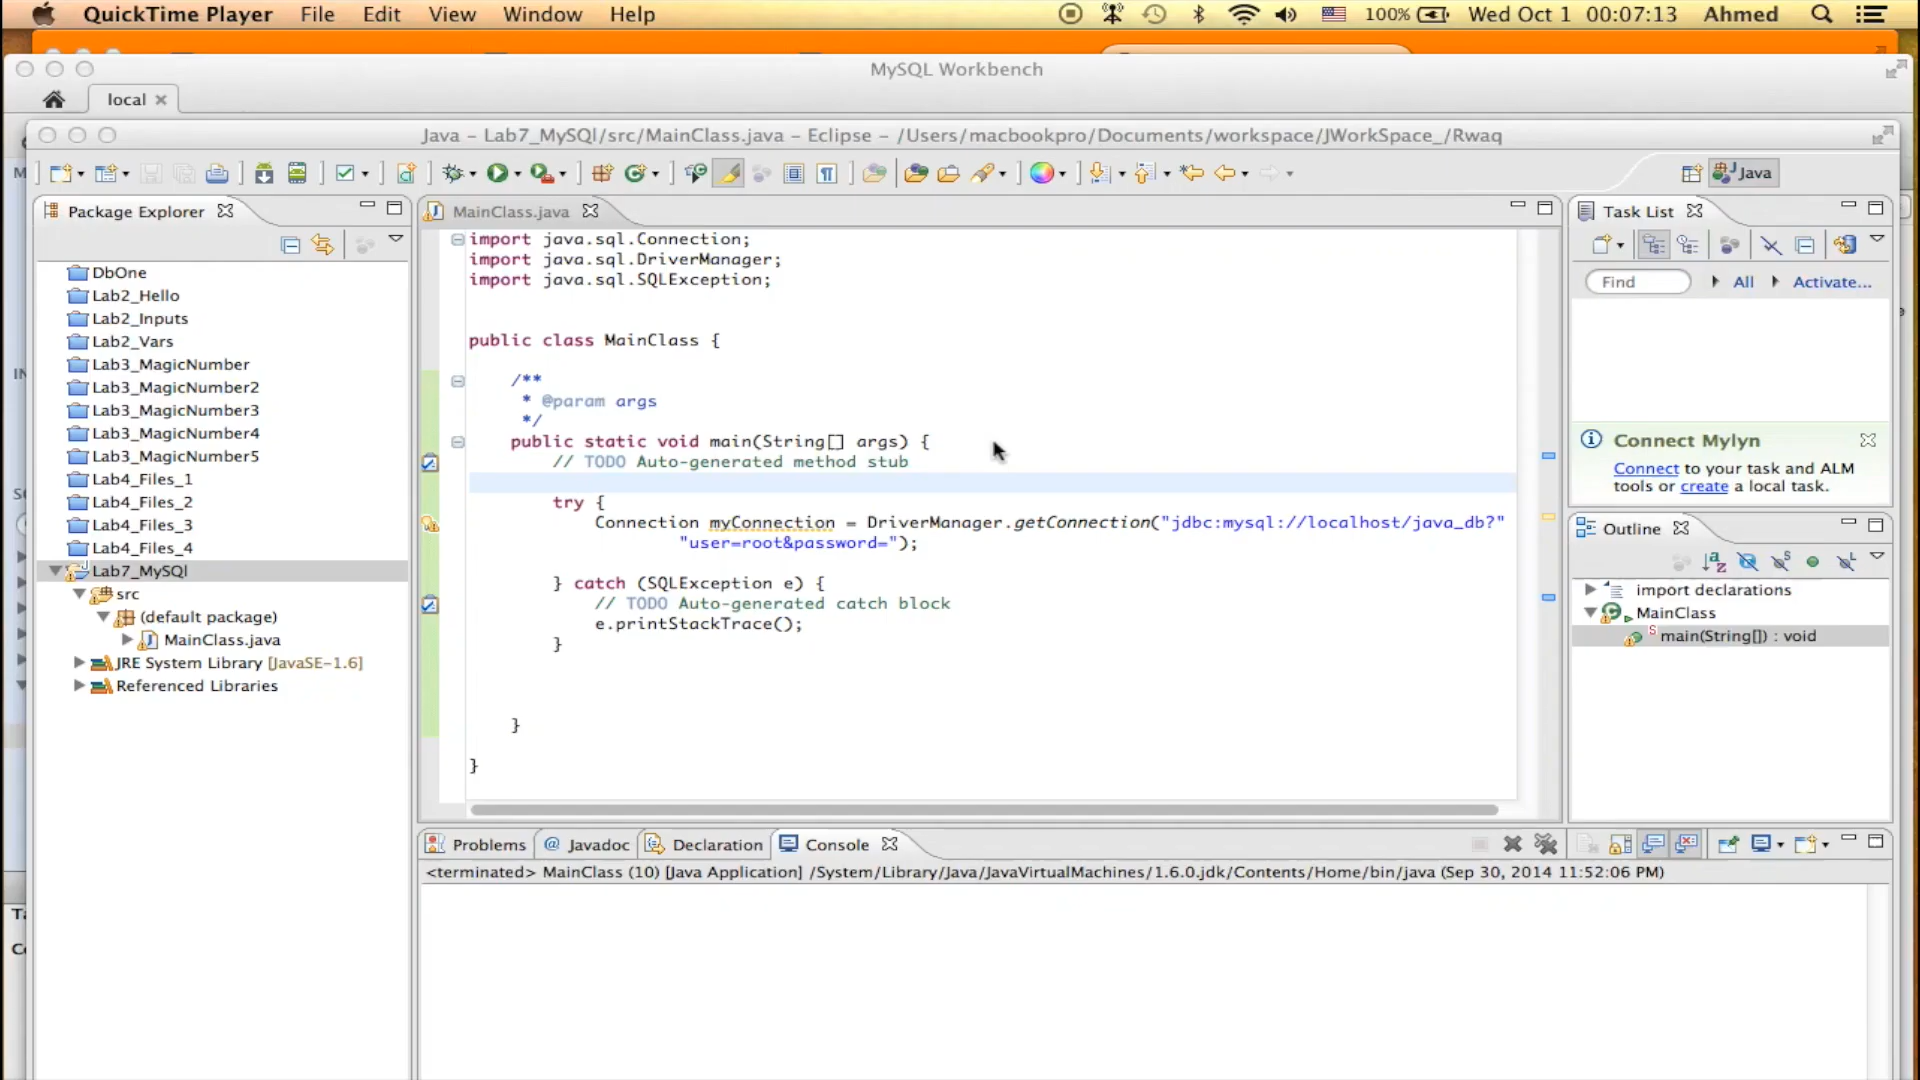 QuickTime Player File Edit View Window Help 100% Wed Oct 1 00:07:13 Ahmed
MySQL Workbench
local
Java – Lab7_MySQl/src/MainClass.java – Eclipse – /Users/macbookpro/Documents/workspace/JWorkSpace_/Rwaq
Java
Package Explorer
DbOne
Lab2_Hello
Lab2_Inputs
Lab2_Vars
Lab3_MagicNumber
Lab3_MagicNumber2
Lab3_MagicNumber3
Lab3_MagicNumber4
Lab3_MagicNumber5
Lab4_Files_1
Lab4_Files_2
Lab4_Files_3
Lab4_Files_4
Lab7_MySQl
src
(default package)
MainClass.java
JRE System Library [JavaSE-1.6]
Referenced Libraries
MainClass.java
import java.sql.Connection;
import java.sql.DriverManager;
import java.sql.SQLException;
public class MainClass {
/**
* @param args
*/
public static void main(String[] args) {
// TODO Auto-generated method stub
try {
Connection myConnection = DriverManager.getConnection("jdbc:mysql://localhost/java_db?"
"user=root&password=");
} catch (SQLException e) {
// TODO Auto-generated catch block
e.printStackTrace();
}
}
}
Task List
Find All Activate...
Connect Mylyn
Connect to your task and ALM
tools or create a local task.
Outline
import declarations
MainClass
main(String[]) : void
Problems @ Javadoc Declaration Console
<terminated> MainClass (10) [Java Application] /System/Library/Java/JavaVirtualMachines/1.6.0.jdk/Contents/Home/bin/java (Sep 30, 2014 11:52:06 PM)